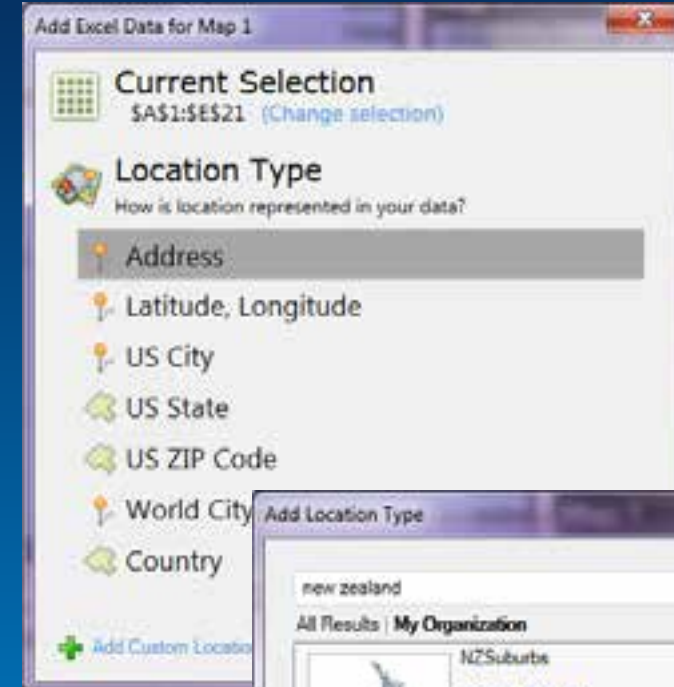 Add Excel Data for Map 1
Current Selection
$A$1:$E$21 (Change selection)
Location Type
How is location represented in your data?
Address
Latitude, Longitude
US City
US State
US ZIP Code
World City
Country
Add Custom
Add Location Type
new zealand
All Results | My Organization
NZSuburbs